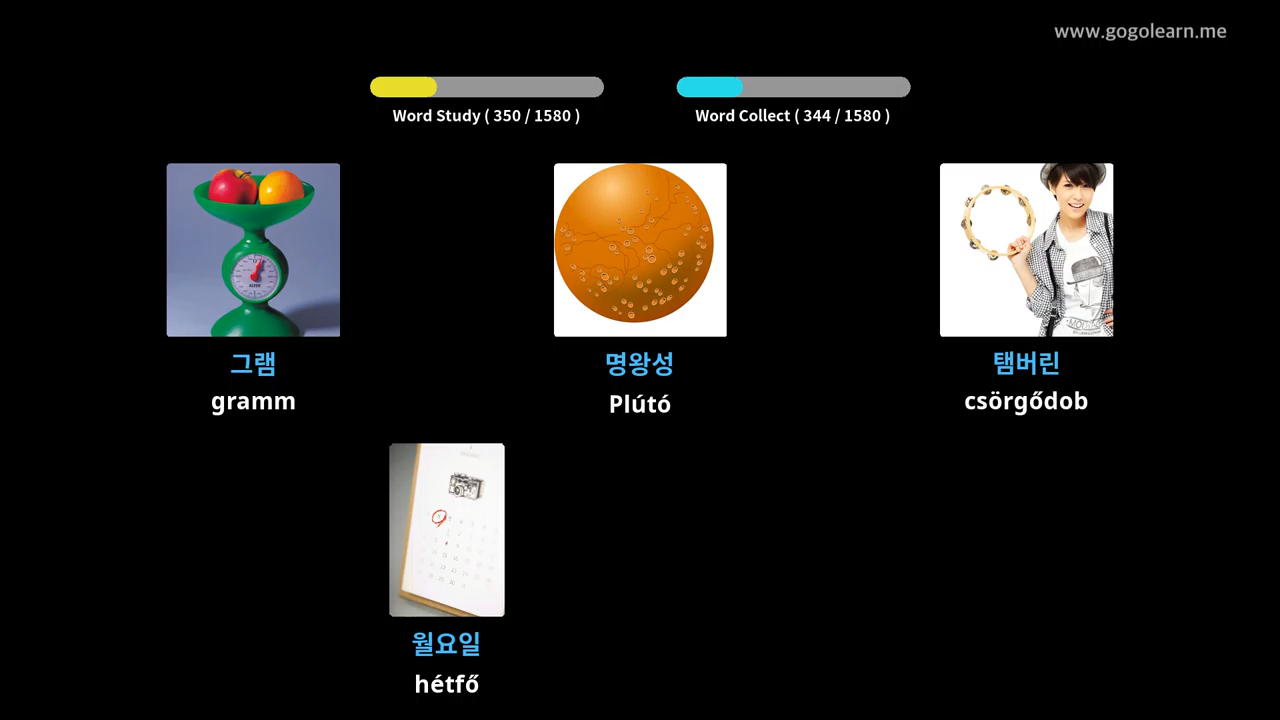 www.gogolearn.me
Word Study ( 350 / 1580 )
Word Collect ( 344 / 1580 )
그램
명왕성
탬버린
gramm
Plútó
csörgődob
월요일
hétfő